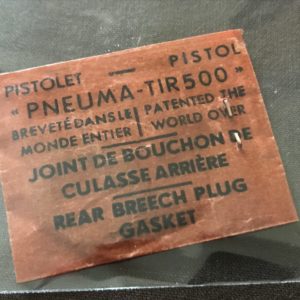 PISTOLET — PISTOL
« PNEUMA-TIR500 »
BREVETÉ DANS LE | PATENTED THE
MONDE ENTIER | WORLD OVER
JOINT DE BOUCHON DE
CULASSE ARRIÈRE
REAR BREECH PLUG
GASKET